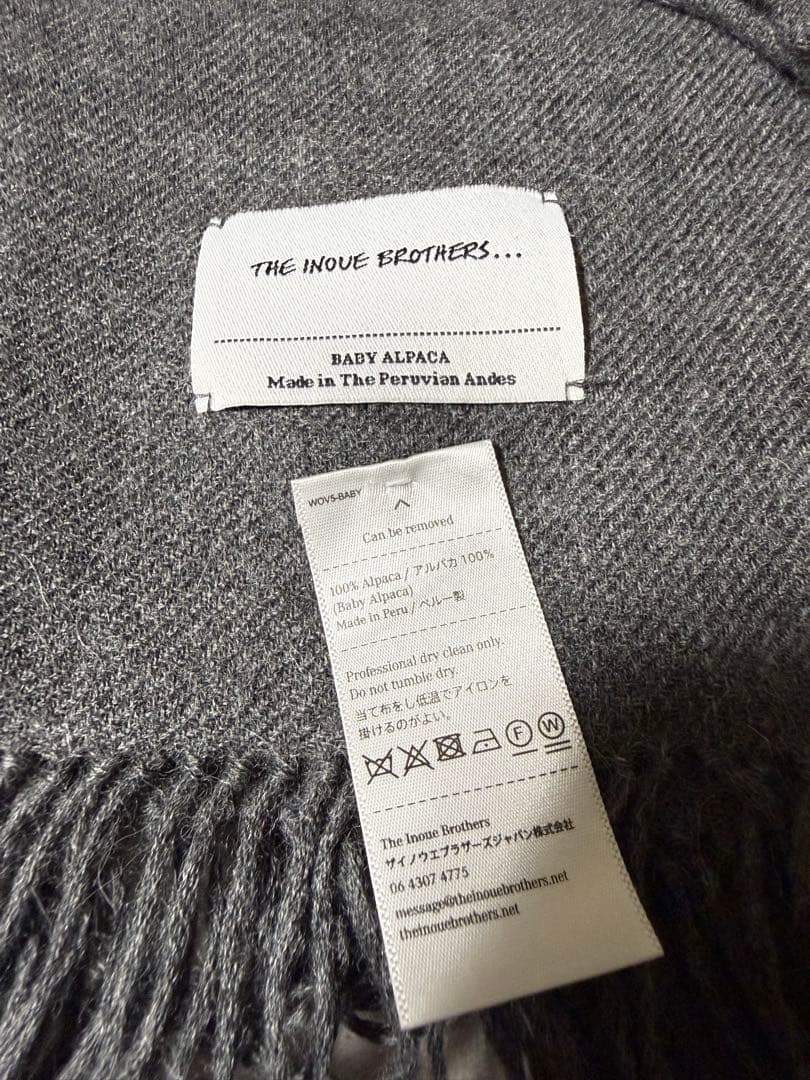 THE INOUE BROTHERS...
BABY ALPACA
Made in The Peruvian Andes
WOVS-BABY
Can be removed
100% Alpaca / アルパカ 100%
(Baby Alpaca)
Made in Peru / ペルー製
Professional dry clean only.
Do not tumble dry.
当て布をし低温でアイロンを
掛けるのがよい。
F W
The Inoue Brothers
ザイノウエブラザーズジャパン株式会社
06 4307 4775
message@theinouebrothers.net
theinouebrothers.net